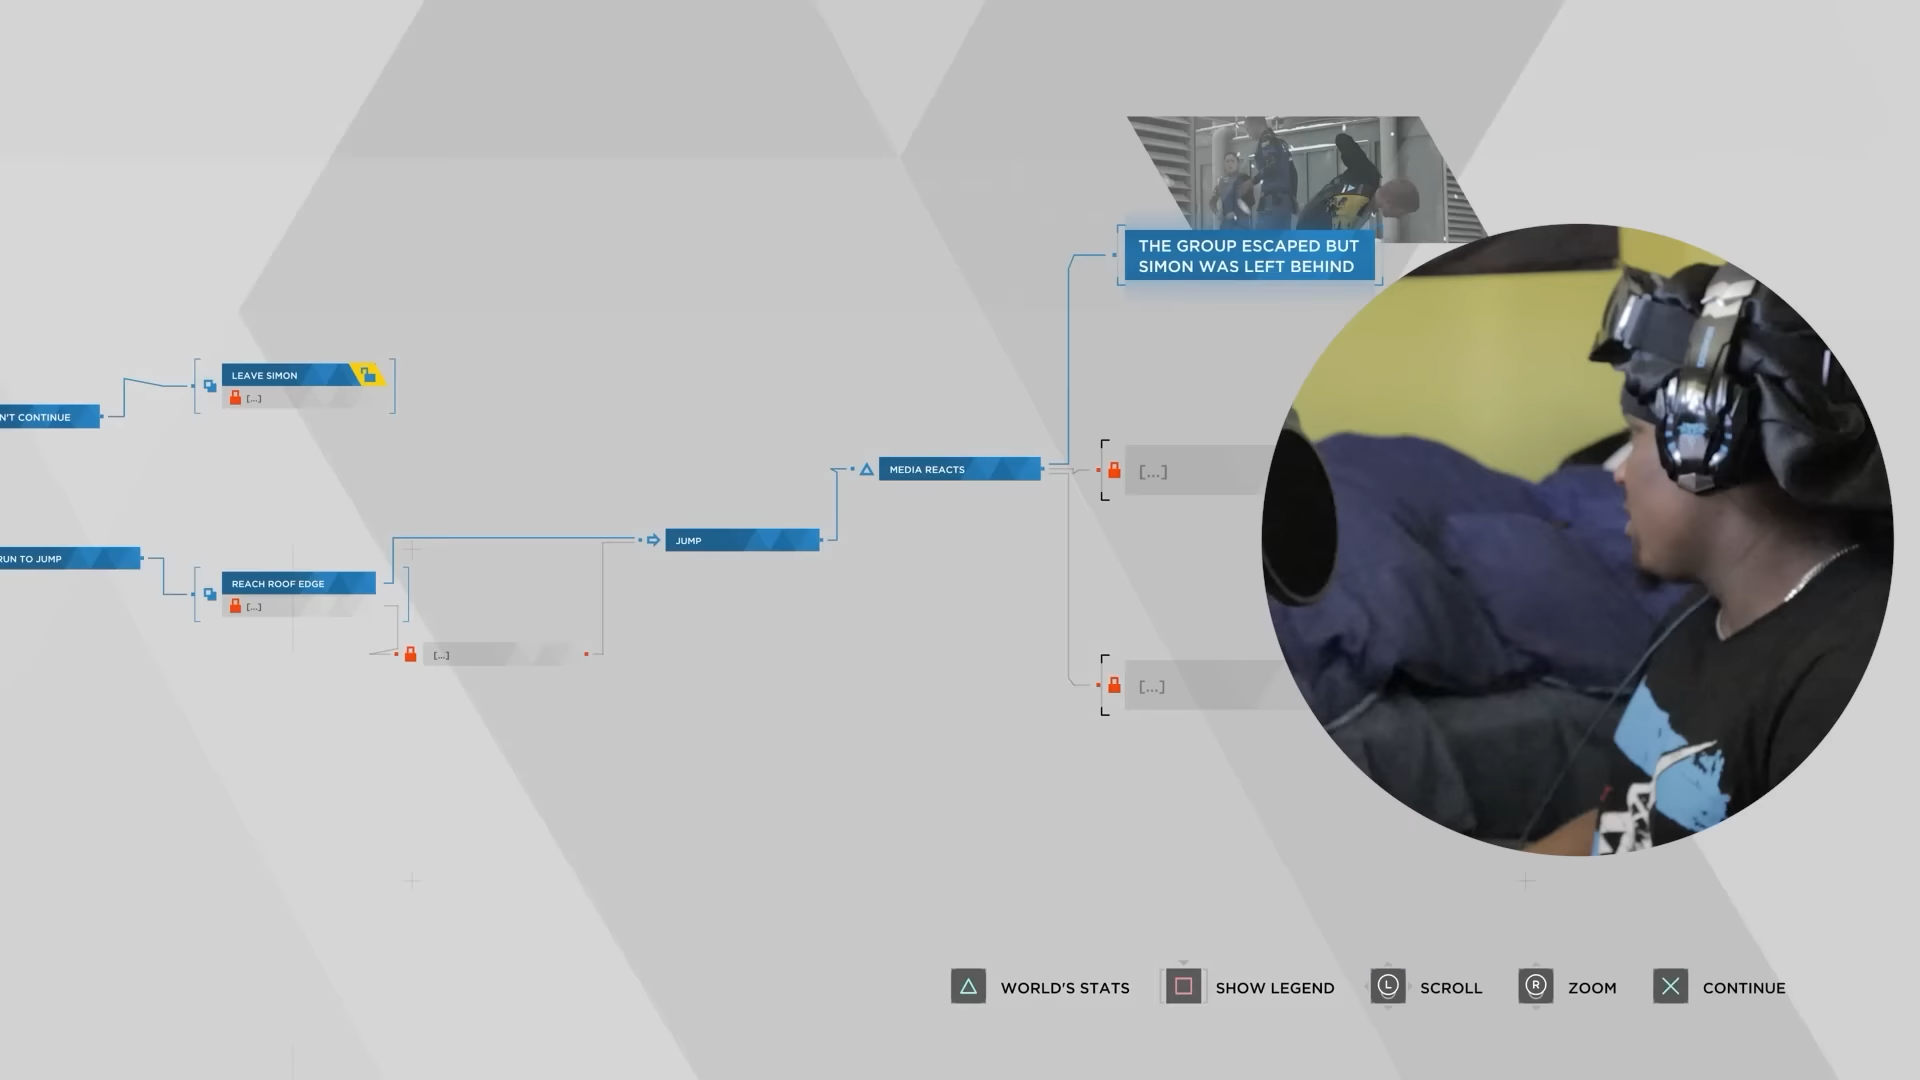 THE GROUP ESCAPED BUT
SIMON WAS LEFT BEHIND
LEAVE SIMON
[...]
N'T CONTINUE
MEDIA REACTS
[...]
JUMP
RUN TO JUMP
REACH ROOF EDGE
[...]
[...]
[...]
WORLD'S STATS
SHOW LEGEND
L
SCROLL
R
ZOOM
CONTINUE